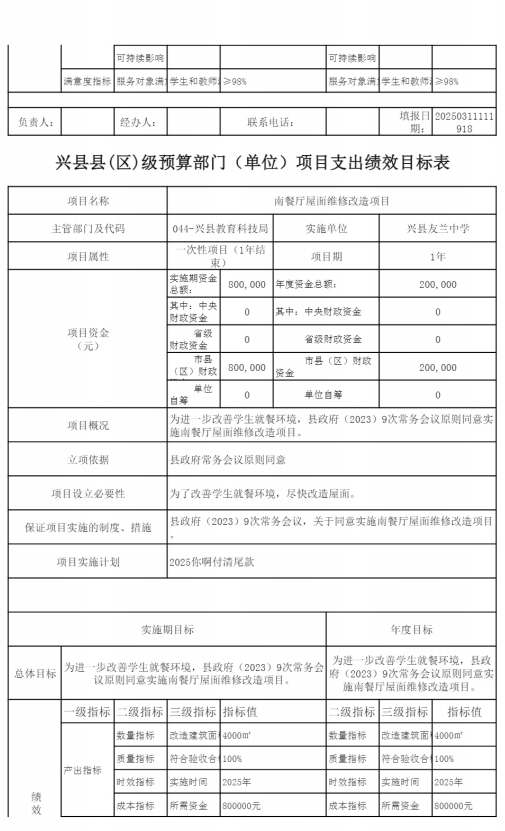 可持续影响 可持续影响
满意度指标 服务对象满 学生和教师 ≥98% 服务对象满 学生和教师 ≥98%
负责人： 经办人： 联系电话： 填报日期： 20250311111918
兴县县(区)级预算部门（单位）项目支出绩效目标表
项目名称 南餐厅屋面维修改造项目
主管部门及代码 044-兴县教育科技局 实施单位 兴县友兰中学
项目属性 一次性项目（1年结束） 项目期 1年
项目资金
（元）
实施期资金总额： 800,000 年度资金总额： 200,000
其中：中央财政资金 0 其中：中央财政资金 0
省级财政资金 0 省级财政资金 0
市县（区）财政 800,000 市县（区）财政资金 200,000
单位自筹 0 单位自筹 0
项目概况 为进一步改善学生就餐环境，县政府（2023）9次常务会议原则同意实
施南餐厅屋面维修改造项目。
立项依据 县政府常务会议原则同意
项目设立必要性 为了改善学生就餐环境，尽快改造屋面。
保证项目实施的制度、措施 县政府（2023）9次常务会议，关于同意实施南餐厅屋面维修改造项目
。
项目实施计划 2025你啊付清尾款
实施期目标 年度目标
总体目标 为进一步改善学生就餐环境，县政府（2023）9次常务会议原则同意实施南餐厅屋面维修改造项目。 为进一步改善学生就餐环境，县政府（2023）9次常务会议原则同意实施南餐厅屋面维修改造项目。
一级指标 二级指标 三级指标 指标值 二级指标 三级指标 指标值
数量指标 改造建筑面 4000㎡ 数量指标 改造建筑面 4000㎡
产出指标 质量指标 符合验收合 100% 质量指标 符合验收合 100%
时效指标 实施时间 2025年 时效指标 实施时间 2025年
绩效 成本指标 所需资金 800000元 成本指标 所需资金 800000元